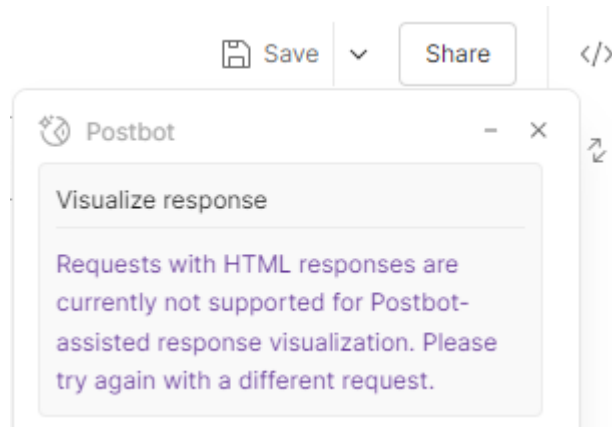 Save
Share
</>
Postbot
Visualize response
Requests with HTML responses are
currently not supported for Postbot-
assisted response visualization. Please
try again with a different request.